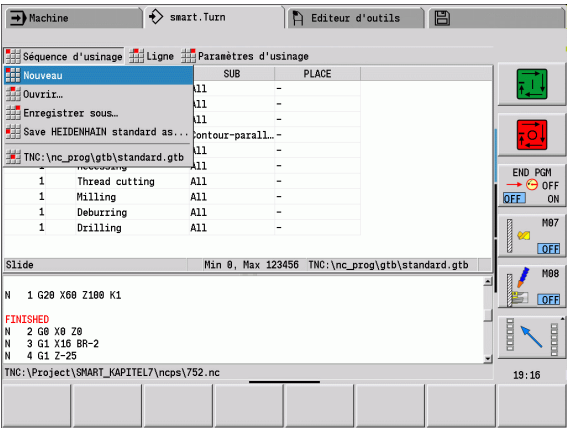 Machine
smart.Turn
Editeur d'outils
Séquence d'usinage Ligne Paramètres d'usinage
Nouveau
Ouvrir…
Enregistrer sous…
Save HEIDENHAIN standard as...
TNC:\nc_prog\gtb\standard.gtb
SUB PLACE
All -
All -
All -
Contour-parall… -
All -
All -
1 Thread cutting All -
1 Milling All -
1 Deburring All -
1 Drilling All -
Slide Min 0, Max 123456 TNC:\nc_prog\gtb\standard.gtb
N 1 G20 X60 Z100 K1
FINISHED
N 2 G0 X0 Z0
N 3 G1 X16 BR-2
N 4 G1 Z-25
TNC:\Project\SMART_KAPITEL7\ncps\752.nc
END PGM
OFF
OFF ON
M07
OFF
M08
OFF
19:16